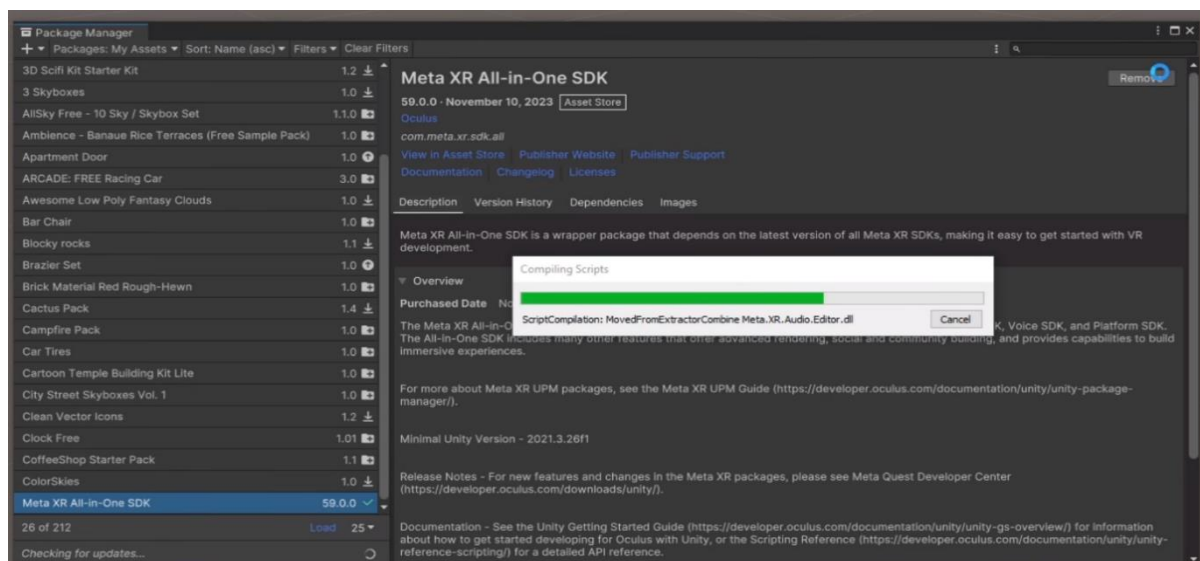 Package Manager
+ Packages: My Assets Sort: Name (asc) Filters Clear Filters
3D Scifi Kit Starter Kit 1.2
3 Skyboxes 1.0
AllSky Free - 10 Sky / Skybox Set 1.1.0
Ambience - Banaue Rice Terraces (Free Sample Pack) 1.0
Apartment Door 1.0
ARCADE: FREE Racing Car 3.0
Awesome Low Poly Fantasy Clouds 1.0
Bar Chair 1.0
Blocky rocks 1.1
Brazier Set 1.0
Brick Material Red Rough-Hewn 1.0
Cactus Pack 1.4
Campfire Pack 1.0
Car Tires 1.0
Cartoon Temple Building Kit Lite 1.0
City Street Skyboxes Vol. 1 1.0
Clean Vector Icons 1.2
Clock Free 1.01
CoffeeShop Starter Pack 1.1
ColorSkies 1.0
Meta XR All-in-One SDK 59.0.0
26 of 212 Load 25
Checking for updates...
Meta XR All-in-One SDK
Remove
59.0.0 · November 10, 2023 Asset Store
Oculus
com.meta.xr.sdk.all
View in Asset Store Publisher Website Publisher Support
Documentation Changelog Licenses
Description Version History Dependencies Images
Meta XR All-in-One SDK is a wrapper package that depends on the latest version of all Meta XR SDKs, making it easy to get started with VR
development.
Overview
Purchased Date
The Meta XR All-in-O K, Voice SDK, and Platform SDK.
The All-in-One SDK includes many other features that offer advanced rendering, social and community building, and provides capabilities to build
immersive experiences.
Compiling Scripts
ScriptCompilation: MovedFromExtractorCombine Meta.XR.Audio.Editor.dll Cancel
For more about Meta XR UPM packages, see the Meta XR UPM Guide (https://developer.oculus.com/documentation/unity/unity-package-
manager/).
Minimal Unity Version - 2021.3.26f1
Release Notes - For new features and changes in the Meta XR packages, please see Meta Quest Developer Center
(https://developer.oculus.com/downloads/unity/).
Documentation - See the Unity Getting Started Guide (https://developer.oculus.com/documentation/unity/unity-gs-overview/) for information
about how to get started developing for Oculus with Unity, or the Scripting Reference (https://developer.oculus.com/documentation/unity/unity-
reference-scripting/) for a detailed API reference.